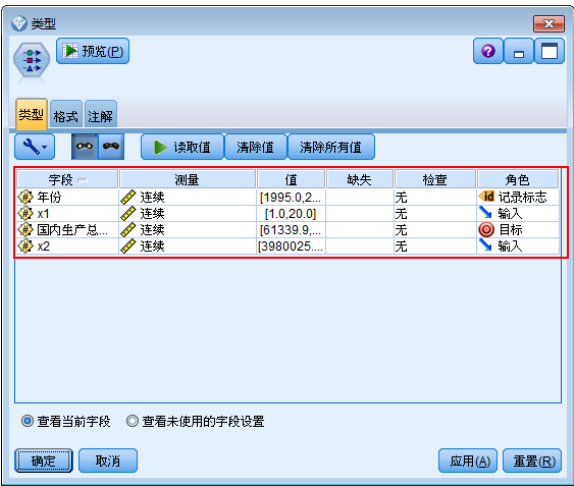 类型
预览(P)
类型 格式 注解
读取值 清除值 清除所有值
字段 测量 值 缺失 检查 角色
年份 连续 [1995.0,2... 无 记录标志
x1 连续 [1.0,20.0] 无 输入
国内生产总... 连续 [61339.9,... 无 目标
x2 连续 [3980025.... 无 输入
查看当前字段 查看未使用的字段设置
确定 取消 应用(A) 重置(R)